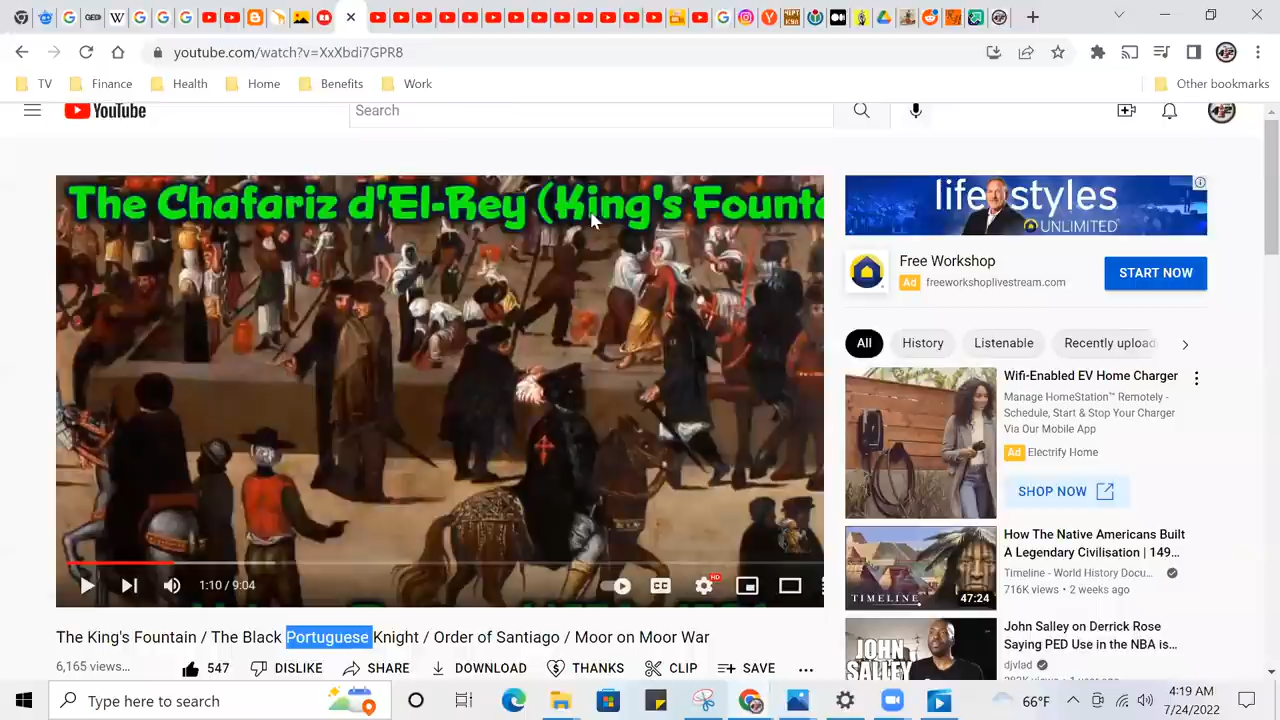 youtube.com/watch?v=XxXbdi7GPR8
TV Finance Health Home Benefits Work Other bookmarks
YouTube
Search
The Chafariz d'El-Rey (King's Founta
1:10 / 9:04
CC
HD
The King's Fountain / The Black Portuguese Knight / Order of Santiago / Moor on Moor War
6,165 views...
547 DISLIKE SHARE DOWNLOAD THANKS CLIP SAVE
lifestyles
UNLIMITED
Free Workshop
Ad freeworkshoplivestream.com
START NOW
All History Listenable Recently upload
Wifi-Enabled EV Home Charger
Manage HomeStation™ Remotely -
Schedule, Start & Stop Your Charger
Via Our Mobile App
Ad Electrify Home
SHOP NOW
How The Native Americans Built
A Legendary Civilisation | 149...
Timeline - World History Docu...
716K views • 2 weeks ago
TIMELINE
47:24
John Salley on Derrick Rose
Saying PED Use in the NBA is...
djvlad
JOHN
SALLEY
Type here to search
66°F
4:19 AM
7/24/2022